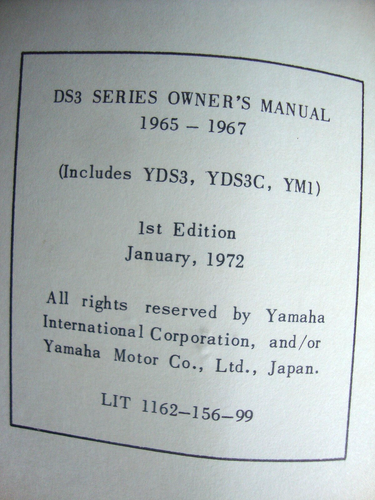 DS3 SERIES OWNER'S MANUAL
1965 – 1967
(Includes YDS3, YDS3C, YM1)
1st Edition
January, 1972
All rights reserved by Yamaha
International Corporation, and/or
Yamaha Motor Co., Ltd., Japan.
LIT 1162–156–99